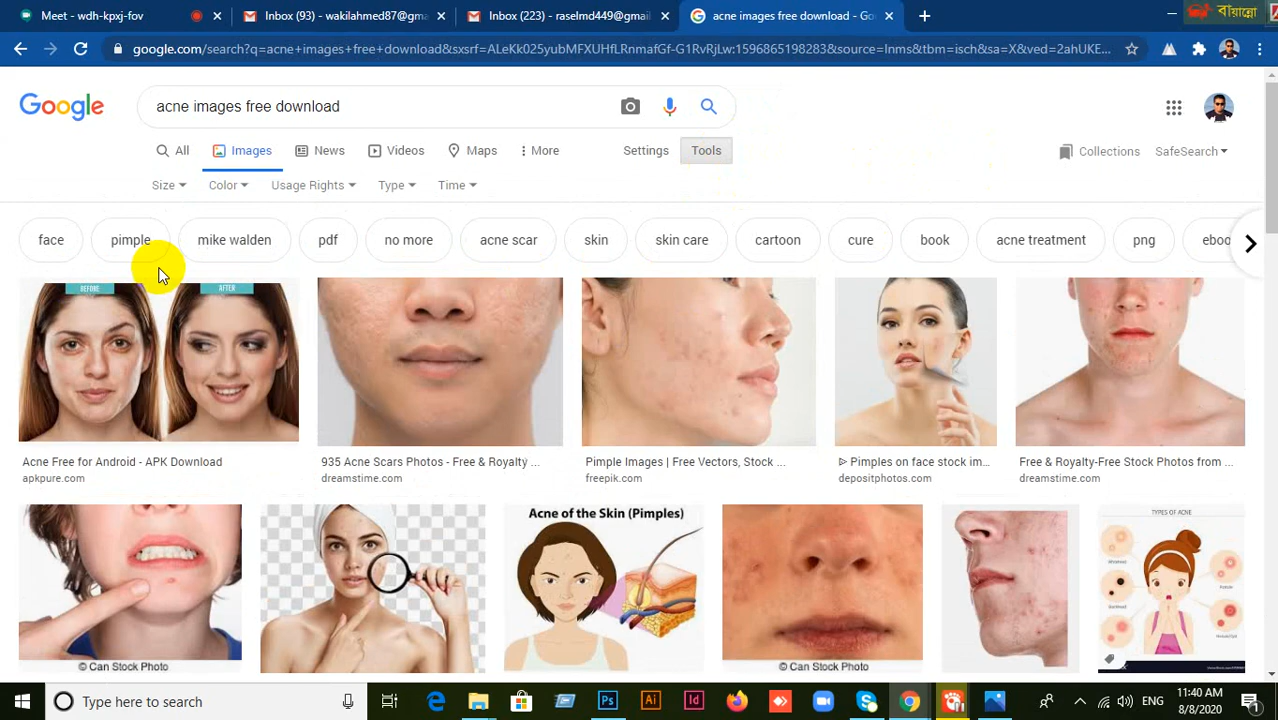 Meet - wdh-kpxj-fov
Inbox (93) - wakilahmed87@gma
Inbox (223) - raselmd449@gmail
acne images free download - Goo
বায়ান্নো
google.com/search?q=acne+images+free+download&sxsrf=ALeKk025yubMFXUHfLRnmafGf-G1RvRjLw:1596865198283&source=lnms&tbm=isch&sa=X&ved=2ahUKE...
Google
acne images free download
All
Images
News
Videos
Maps
More
Settings
Tools
Collections
SafeSearch
Size
Color
Usage Rights
Type
Time
face
pimple
mike walden
pdf
no more
acne scar
skin
skin care
cartoon
cure
book
acne treatment
png
eboo
BEFORE
AFTER
Acne Free for Android - APK Download
apkpure.com
935 Acne Scars Photos - Free & Royalty ...
dreamstime.com
Pimple Images | Free Vectors, Stock ...
freepik.com
ᐈ Pimples on face stock im...
depositphotos.com
Free & Royalty-Free Stock Photos from ...
dreamstime.com
Acne of the Skin (Pimples)
TYPES OF ACNE
© Can Stock Photo
© Can Stock Photo
Type here to search
Ps
Ai
Id
ENG
11:40 AM
8/8/2020
1